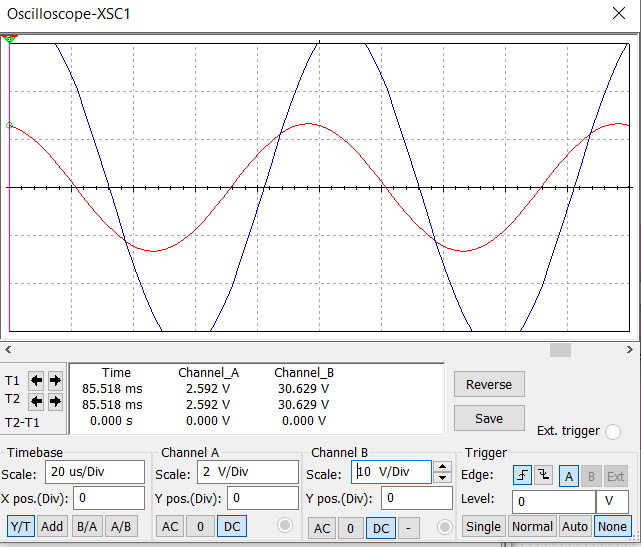 Oscilloscope-XSC1
Time Channel_A Channel_B
T1 85.518 ms 2.592 V 30.629 V
T2 85.518 ms 2.592 V 30.629 V
T2-T1 0.000 s 0.000 V 0.000 V
Reverse
Save
Ext. trigger
Timebase Channel A Channel B Trigger
Scale: 20 us/Div Scale: 2 V/Div Scale: 10 V/Div Edge: A B Ext
X pos.(Div): 0 Y pos.(Div): 0 Y pos.(Div): 0 Level: 0 V
Y/T Add B/A A/B AC 0 DC AC 0 DC - Single Normal Auto None